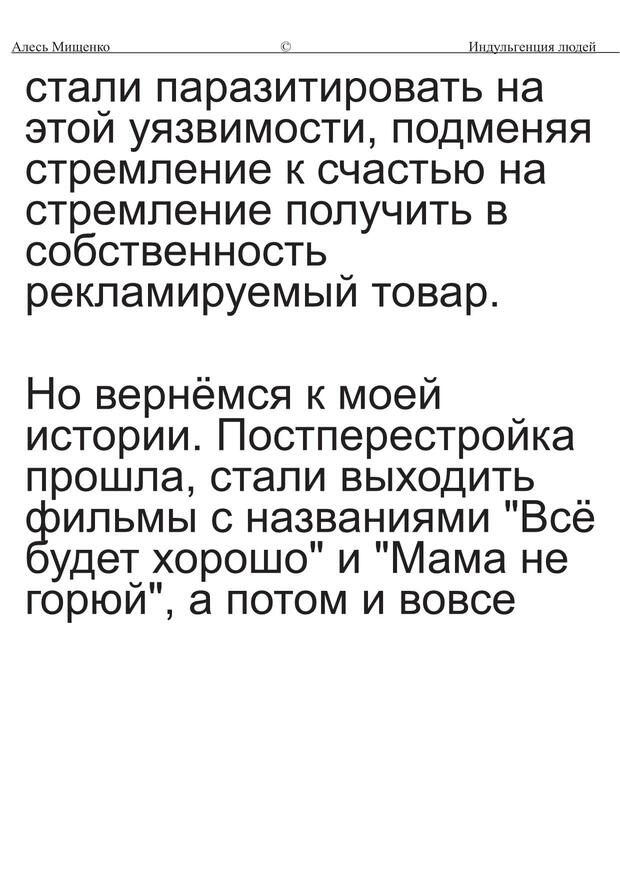 Алесь Мищенко © Индульгенция людей
стали паразитировать на
этой уязвимости, подменяя
стремление к счастью на
стремление получить в
собственность
рекламируемый товар.
Но вернёмся к моей
истории. Постперестройка
прошла, стали выходить
фильмы с названиями "Всё
будет хорошо" и "Мама не
горюй", а потом и вовсе